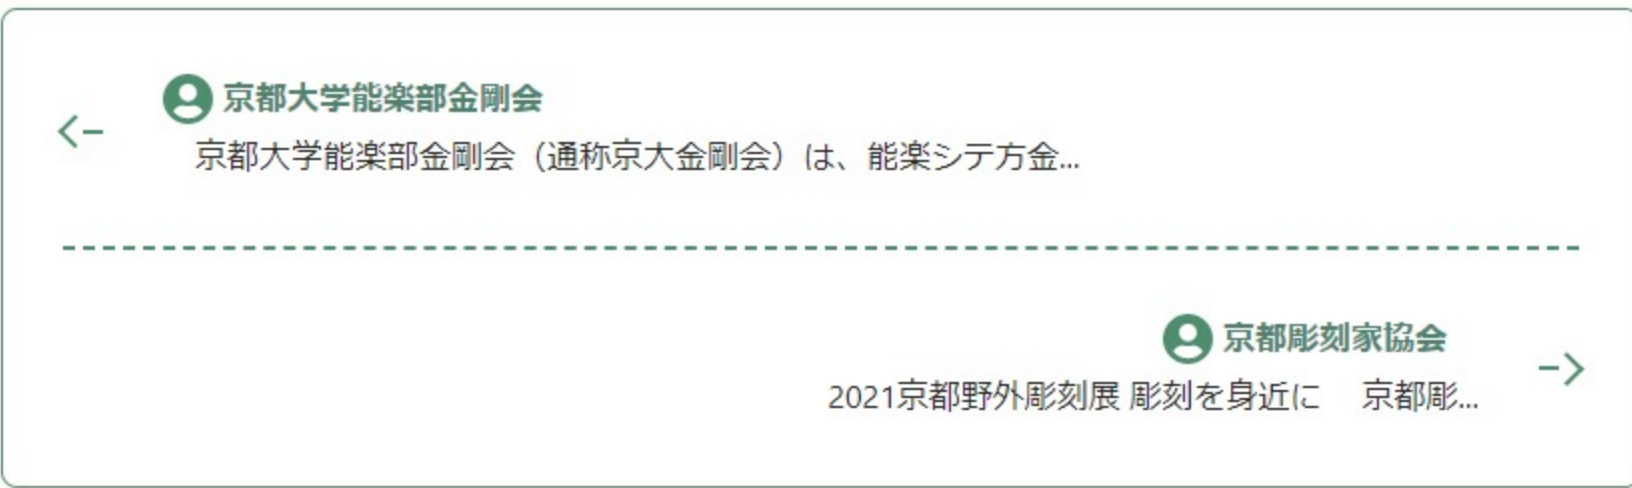 京都大学能楽部金剛会
京都大学能楽部金剛会（通称京大金剛会）は、能楽シテ方金...
京都彫刻家協会
2021京都野外彫刻展 彫刻を身近に　京都彫...